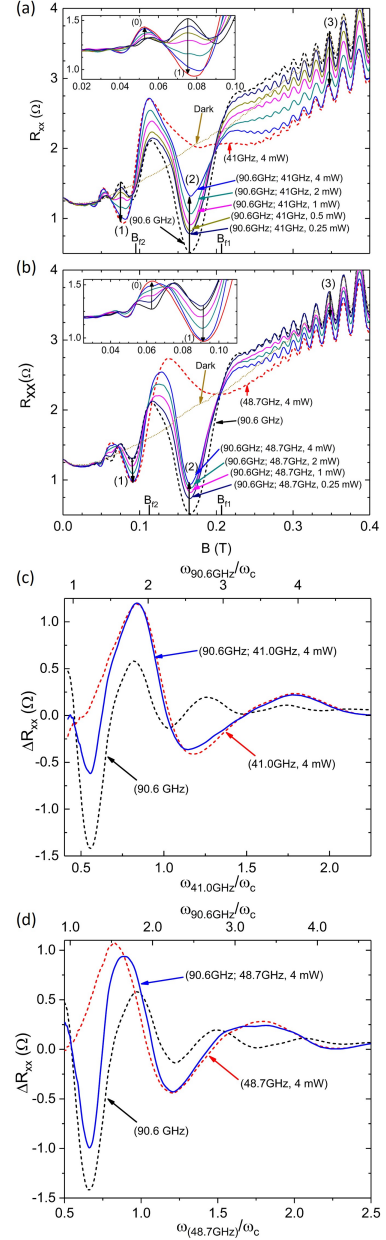 (a)
4
3
2
1
R_xx (Ω)
1.5
1.0
0.02 0.04 0.06 0.08 0.10
(0)
(1)
(3)
Dark
(41GHz, 4 mW)
(2)
(90.6GHz; 41GHz, 4 mW)
(90.6GHz; 41GHz, 2 mW)
(90.6GHz; 41GHz, 1 mW)
(90.6GHz; 41GHz, 0.5 mW)
(90.6GHz; 41GHz, 0.25 mW)
(1)
(90.6 GHz)
B_f2
B_f1
(b)
4
3
2
1
R_xx(Ω)
1.5
1.0
0.04 0.06 0.08 0.10
(0)
(1)
(3)
Dark
(48.7GHz, 4 mW)
(90.6 GHz)
(2)
(90.6GHz; 48.7GHz, 4 mW)
(90.6GHz; 48.7GHz, 2 mW)
(90.6GHz; 48.7GHz, 1 mW)
(90.6GHz; 48.7GHz, 0.25 mW)
(1)
B_f2
B_f1
0.0 0.1 0.2 0.3 0.4
B (T)
(c)
ω_90.6GHz/ω_c
1 2 3 4
1.0
0.5
0.0
-0.5
-1.0
-1.5
ΔR_xx (Ω)
(90.6GHz; 41.0GHz, 4 mW)
(41.0GHz, 4 mW)
(90.6 GHz)
0.5 1.0 1.5 2.0
ω_41.0GHz/ω_c
(d)
ω_90.6GHz/ω_c
1.0 2.0 3.0 4.0
1.0
0.5
0.0
-0.5
-1.0
-1.5
ΔR_xx (Ω)
(90.6GHz; 48.7GHz, 4 mW)
(48.7GHz, 4 mW)
(90.6 GHz)
0.5 1.0 1.5 2.0 2.5
ω_(48.7GHz)/ω_c